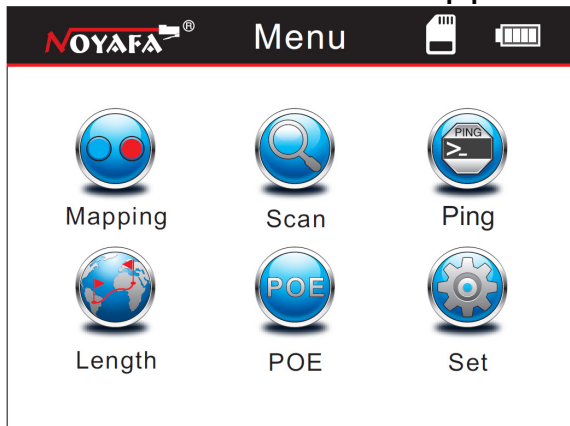 NOYAFA® Menu
PING
>_
Mapping Scan Ping
POE
Length POE Set